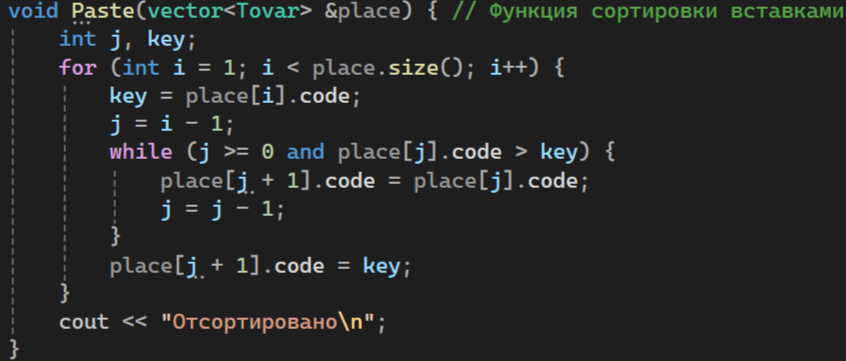 void Paste(vector<Tovar> &place) { // Функция сортировки вставками
    int j, key;
    for (int i = 1; i < place.size(); i++) {
        key = place[i].code;
        j = i - 1;
        while (j >= 0 and place[j].code > key) {
            place[j + 1].code = place[j].code;
            j = j - 1;
        }
        place[j + 1].code = key;
    }
    cout << "Отсортировано\n";
}